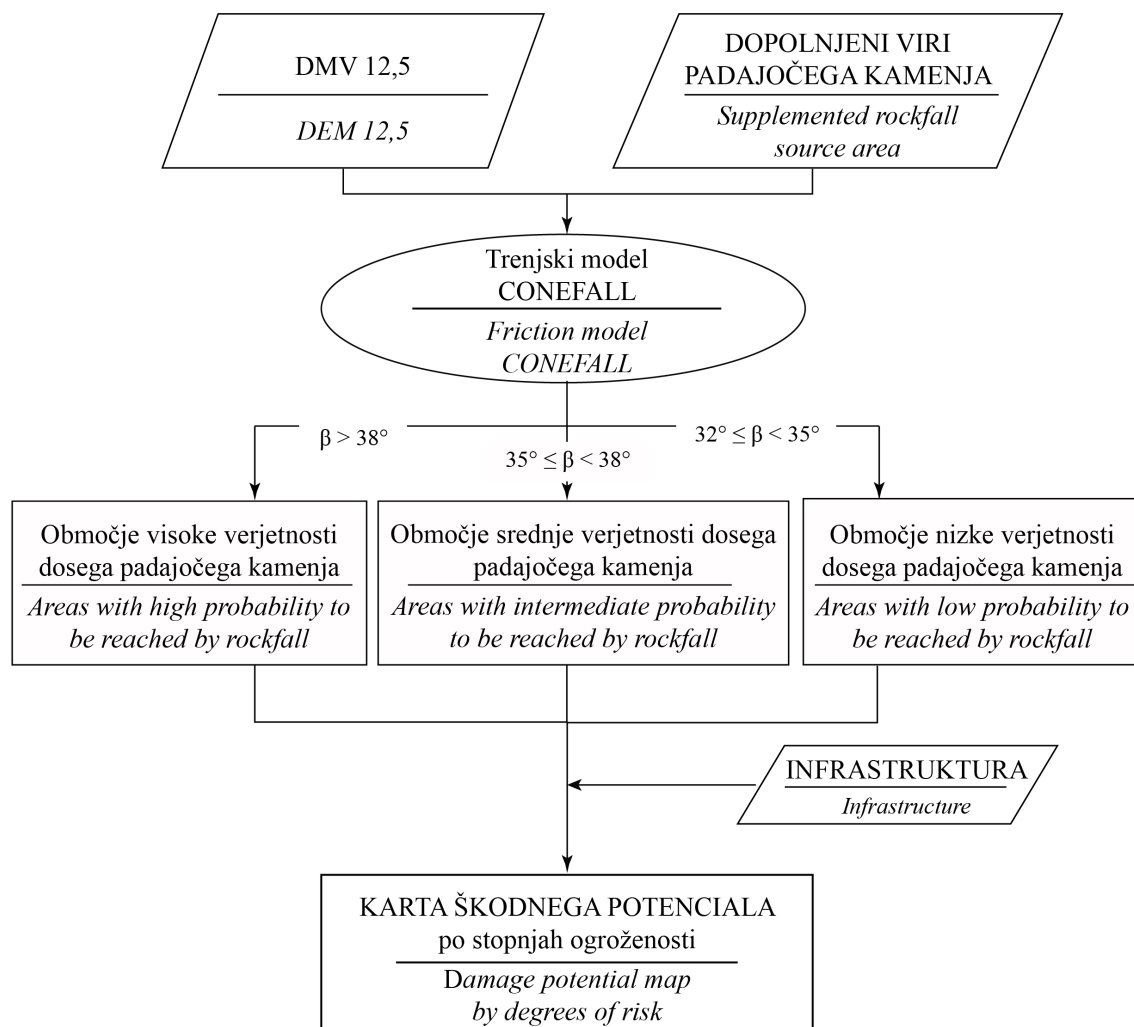 DMV 12,5
DEM 12,5
DOPOLNJENI VIRI
PADAJOČEGA KAMENJA
Supplemented rockfall
source area
Trenjski model
CONEFALL
Friction model
CONEFALL
β > 38°
35° ≤ β < 38°
32° ≤ β < 35°
Območje visoke verjetnosti
dosega padajočega kamenja
Areas with high probability to
be reached by rockfall
Območje srednje verjetnosti dosega
padajočega kamenja
Areas with intermediate probability
to be reached by rockfall
Območje nizke verjetnosti
dosega padajočega kamenja
Areas with low probability to
be reached by rockfall
INFRASTRUKTURA
Infrastructure
KARTA ŠKODNEGA POTENCIALA
po stopnjah ogroženosti
Damage potential map
by degrees of risk